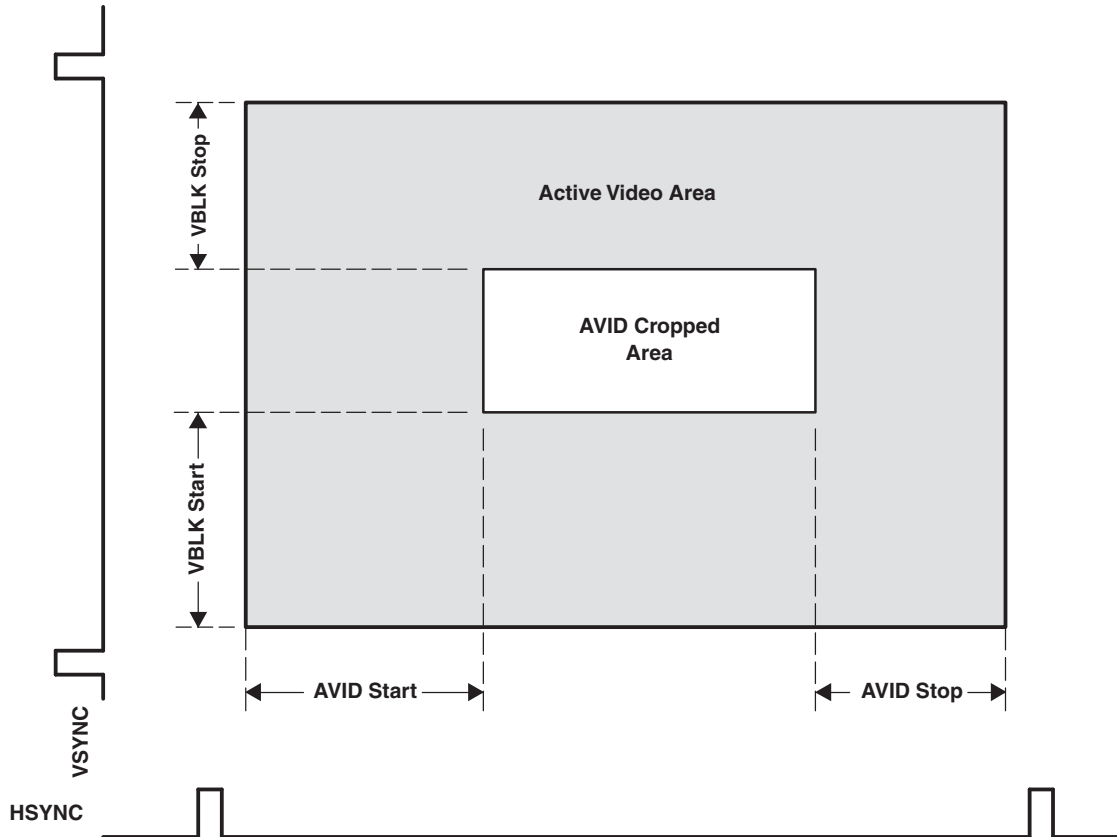 VBLK Stop
Active Video Area
AVID Cropped
Area
VBLK Start
AVID Start
AVID Stop
VSYNC
HSYNC